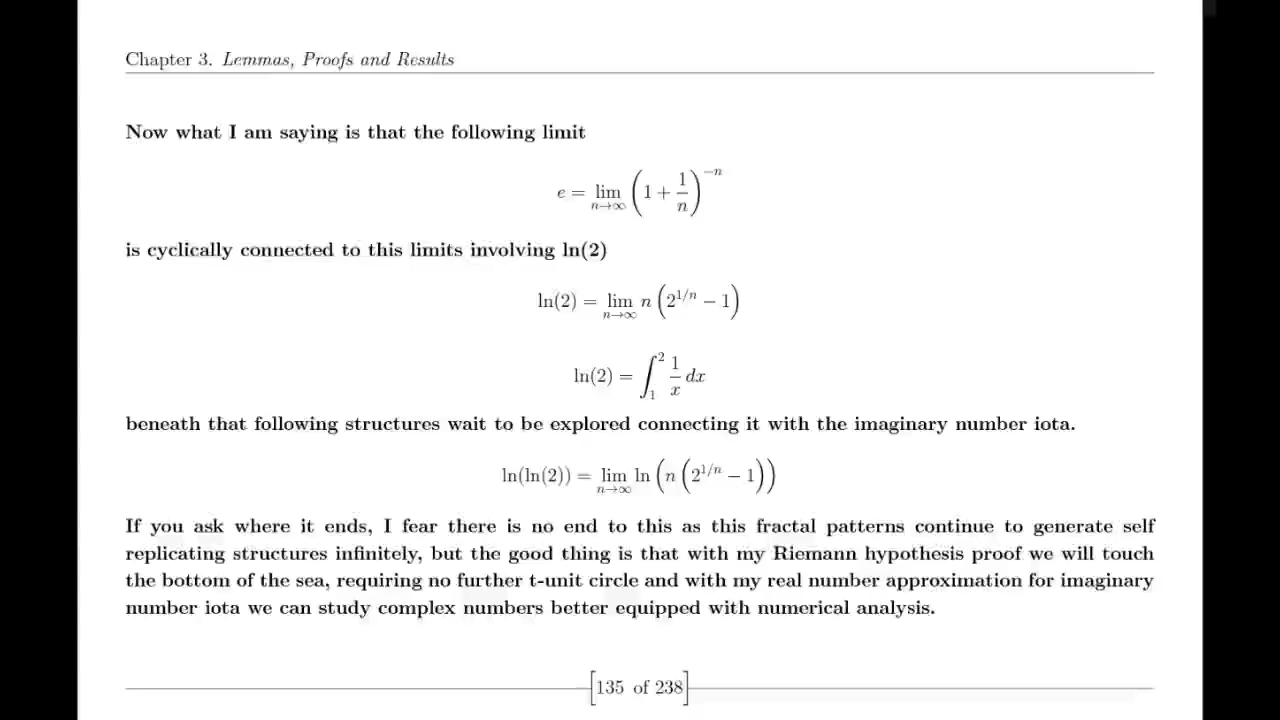 Chapter 3. Lemmas, Proofs and Results
Now what I am saying is that the following limit
e = lim_{n→∞} (1 + 1/n)^{−n}
is cyclically connected to this limits involving ln(2)
ln(2) = lim_{n→∞} n (2^{1/n} − 1)
ln(2) = ∫_1^2 1/x dx
beneath that following structures wait to be explored connecting it with the imaginary number iota.
ln(ln(2)) = lim_{n→∞} ln (n (2^{1/n} − 1))
If you ask where it ends, I fear there is no end to this as this fractal patterns continue to generate self
replicating structures infinitely, but the good thing is that with my Riemann hypothesis proof we will touch
the bottom of the sea, requiring no further t-unit circle and with my real number approximation for imaginary
number iota we can study complex numbers better equipped with numerical analysis.
[135 of 238]